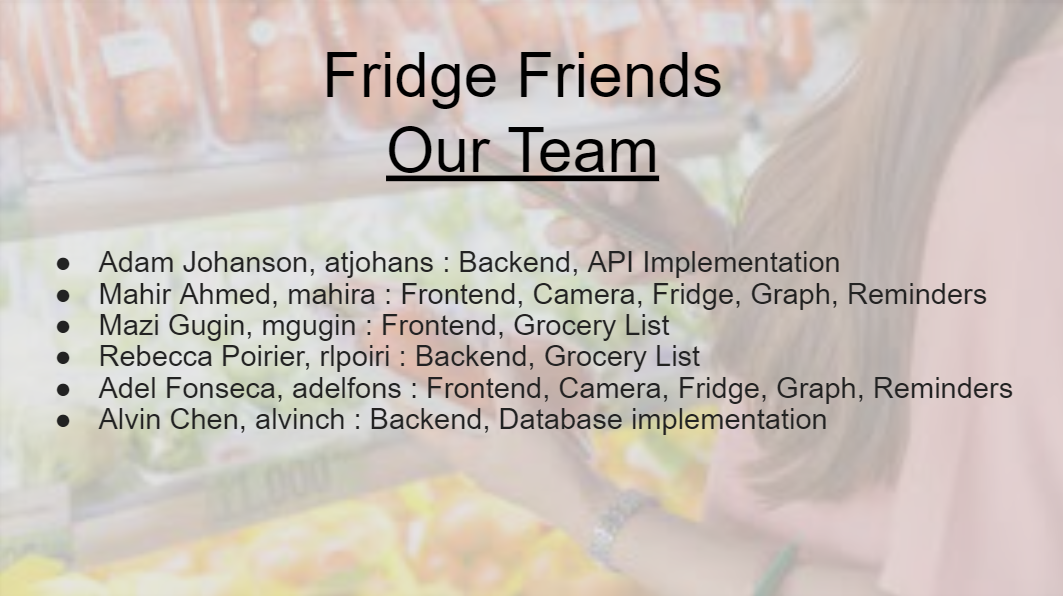 Fridge Friends
Our Team
● Adam Johanson, atjohans : Backend, API Implementation
● Mahir Ahmed, mahira : Frontend, Camera, Fridge, Graph, Reminders
● Mazi Gugin, mgugin : Frontend, Grocery List
● Rebecca Poirier, rlpoiri : Backend, Grocery List
● Adel Fonseca, adelfons : Frontend, Camera, Fridge, Graph, Reminders
● Alvin Chen, alvinch : Backend, Database implementation